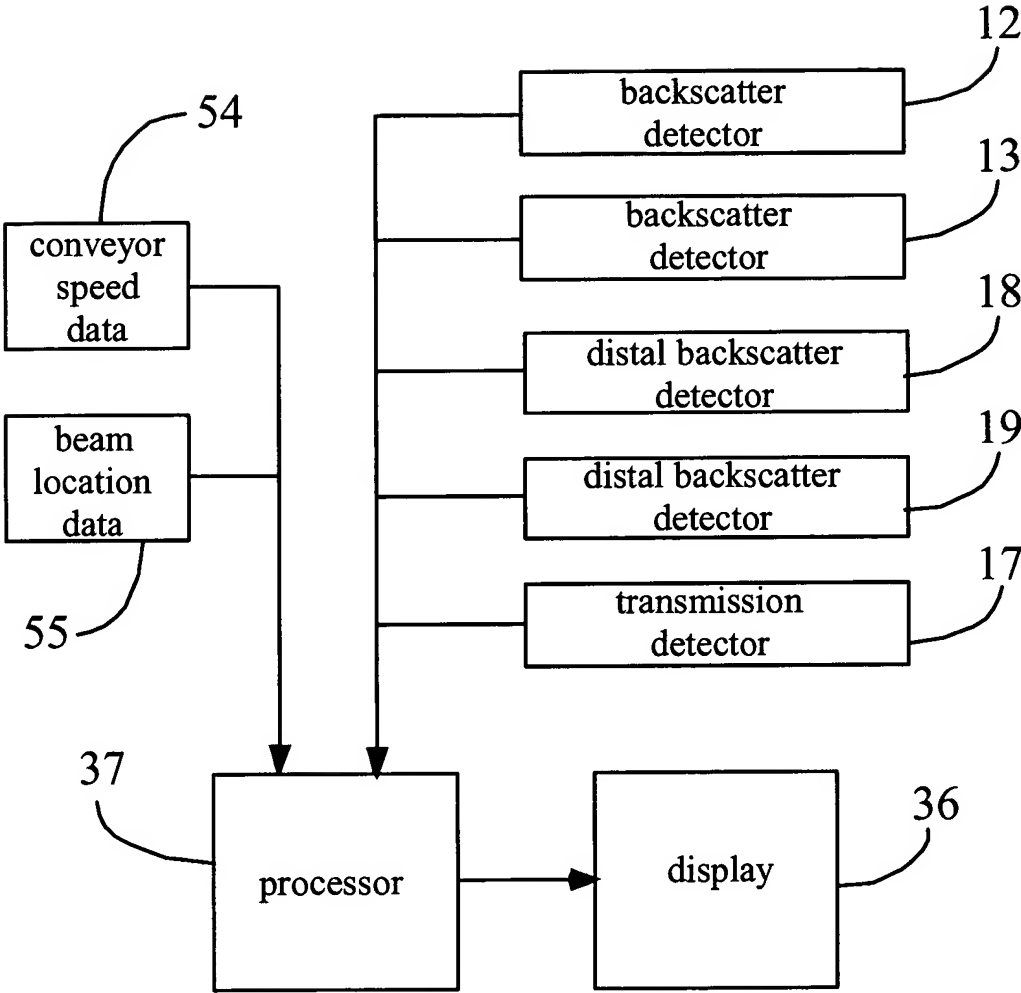 12
backscatter
detector
54
13
conveyor
speed
data
backscatter
detector
18
distal backscatter
detector
beam
location
data
19
distal backscatter
detector
55
17
transmission
detector
37
processor
36
display